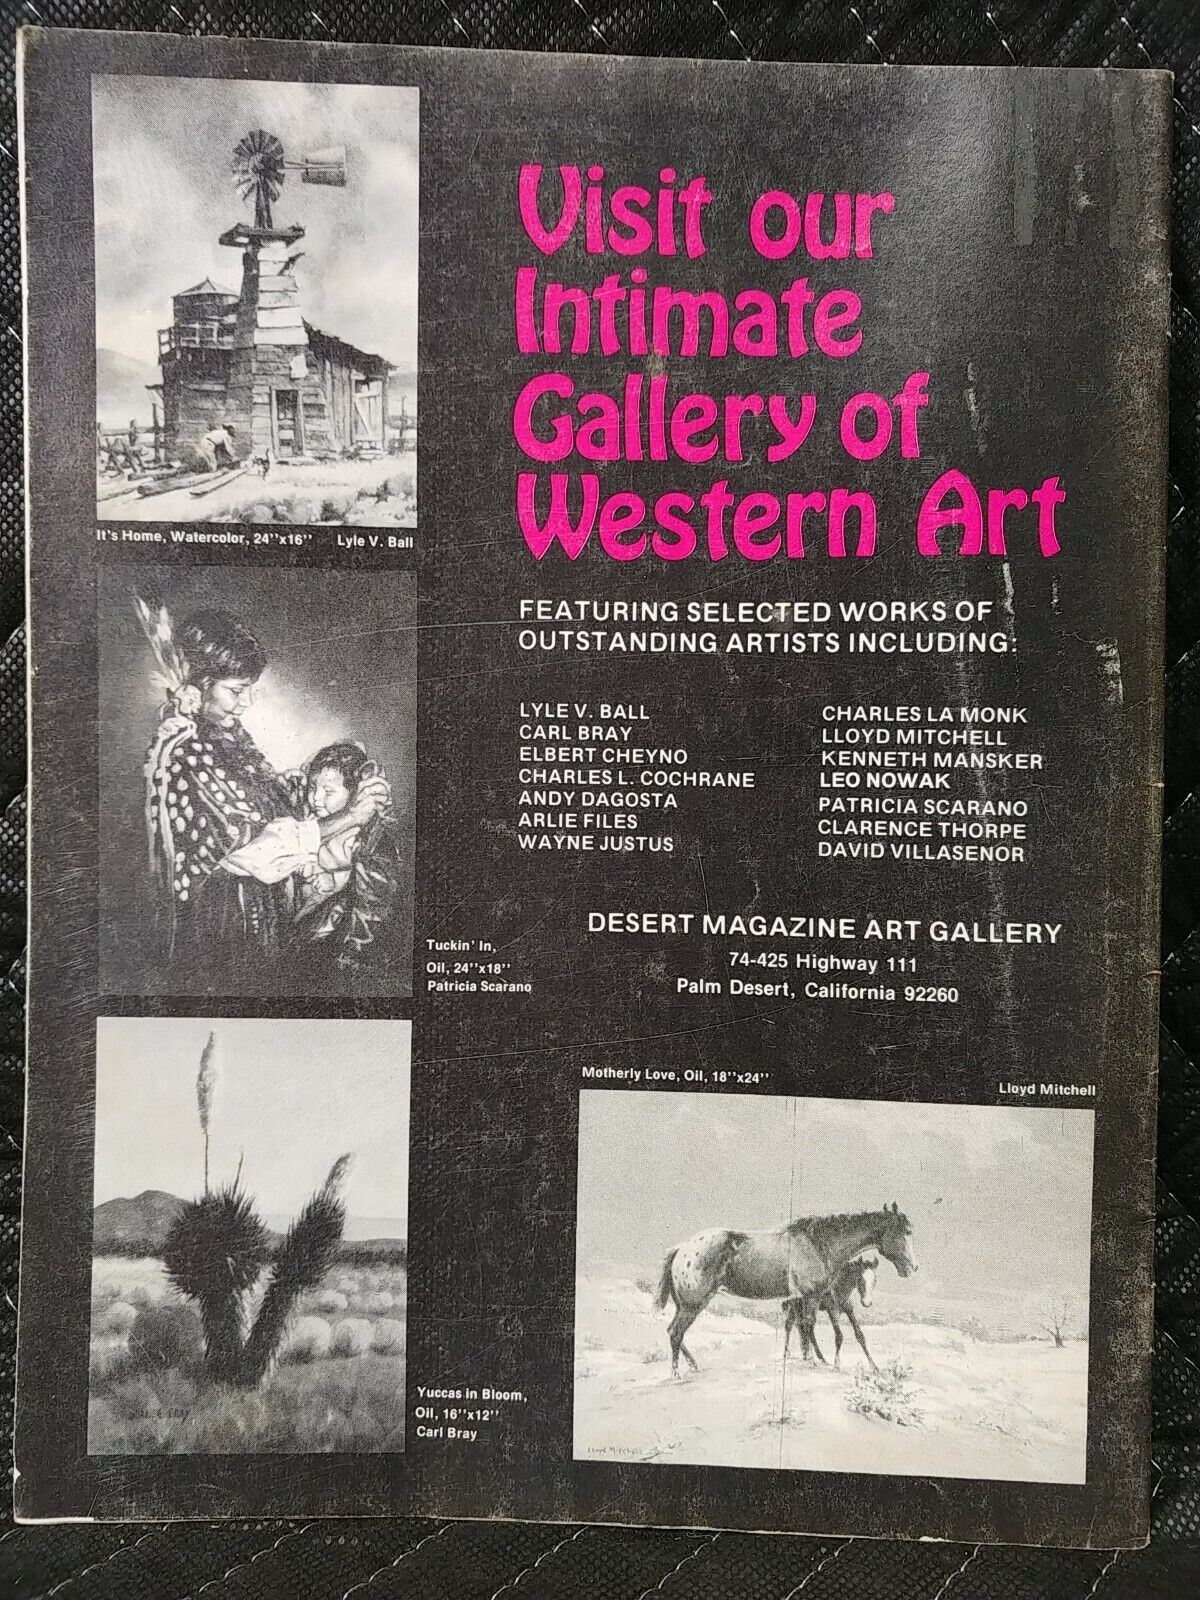 Visit our
Intimate
Gallery of
Western Art
FEATURING SELECTED WORKS OF
OUTSTANDING ARTISTS INCLUDING:
LYLE V. BALL
CARL BRAY
ELBERT CHEYNO
CHARLES L. COCHRANE
ANDY DAGOSTA
ARLIE FILES
WAYNE JUSTUS
CHARLES LA MONK
LLOYD MITCHELL
KENNETH MANSKER
LEO NOWAK
PATRICIA SCARANO
CLARENCE THORPE
DAVID VILLASENOR
DESERT MAGAZINE ART GALLERY
74-425 Highway 111
Palm Desert, California 92260
It's Home, Watercolor, 24''x16'' Lyle V. Ball
Tuckin' In,
Oil, 24''x18''
Patricia Scarano
Yuccas in Bloom,
Oil, 16''x12''
Carl Bray
Motherly Love, Oil, 18''x24''
Lloyd Mitchell
Lloyd Mitchell